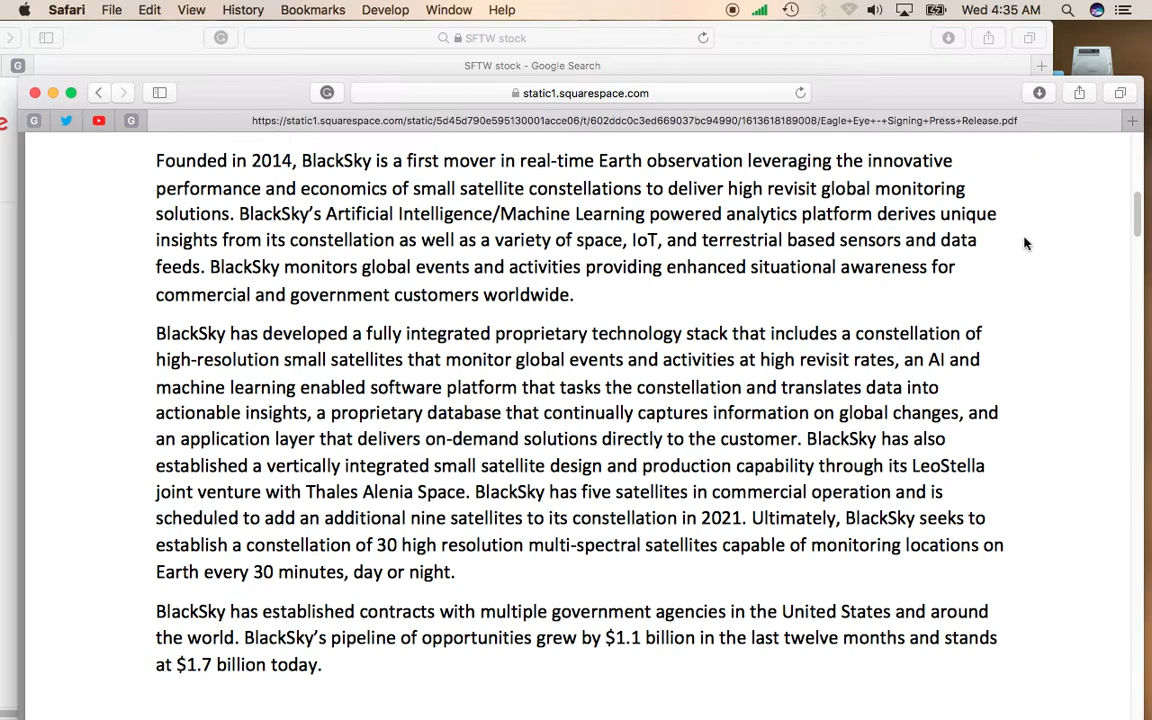 Safari File Edit View History Bookmarks Develop Window Help Wed 4:35 AM
SFTW stock
G SFTW stock - Google Search
static1.squarespace.com
G G https://static1.squarespace.com/static/5d45d790e595130001acce06/t/602ddc0c3ed669037bc94990/1613618189008/Eagle+Eye+-+Signing+Press+Release.pdf
Founded in 2014, BlackSky is a first mover in real-time Earth observation leveraging the innovative
performance and economics of small satellite constellations to deliver high revisit global monitoring
solutions. BlackSky's Artificial Intelligence/Machine Learning powered analytics platform derives unique
insights from its constellation as well as a variety of space, IoT, and terrestrial based sensors and data
feeds. BlackSky monitors global events and activities providing enhanced situational awareness for
commercial and government customers worldwide.
BlackSky has developed a fully integrated proprietary technology stack that includes a constellation of
high-resolution small satellites that monitor global events and activities at high revisit rates, an AI and
machine learning enabled software platform that tasks the constellation and translates data into
actionable insights, a proprietary database that continually captures information on global changes, and
an application layer that delivers on-demand solutions directly to the customer. BlackSky has also
established a vertically integrated small satellite design and production capability through its LeoStella
joint venture with Thales Alenia Space. BlackSky has five satellites in commercial operation and is
scheduled to add an additional nine satellites to its constellation in 2021. Ultimately, BlackSky seeks to
establish a constellation of 30 high resolution multi-spectral satellites capable of monitoring locations on
Earth every 30 minutes, day or night.
BlackSky has established contracts with multiple government agencies in the United States and around
the world. BlackSky's pipeline of opportunities grew by $1.1 billion in the last twelve months and stands
at $1.7 billion today.